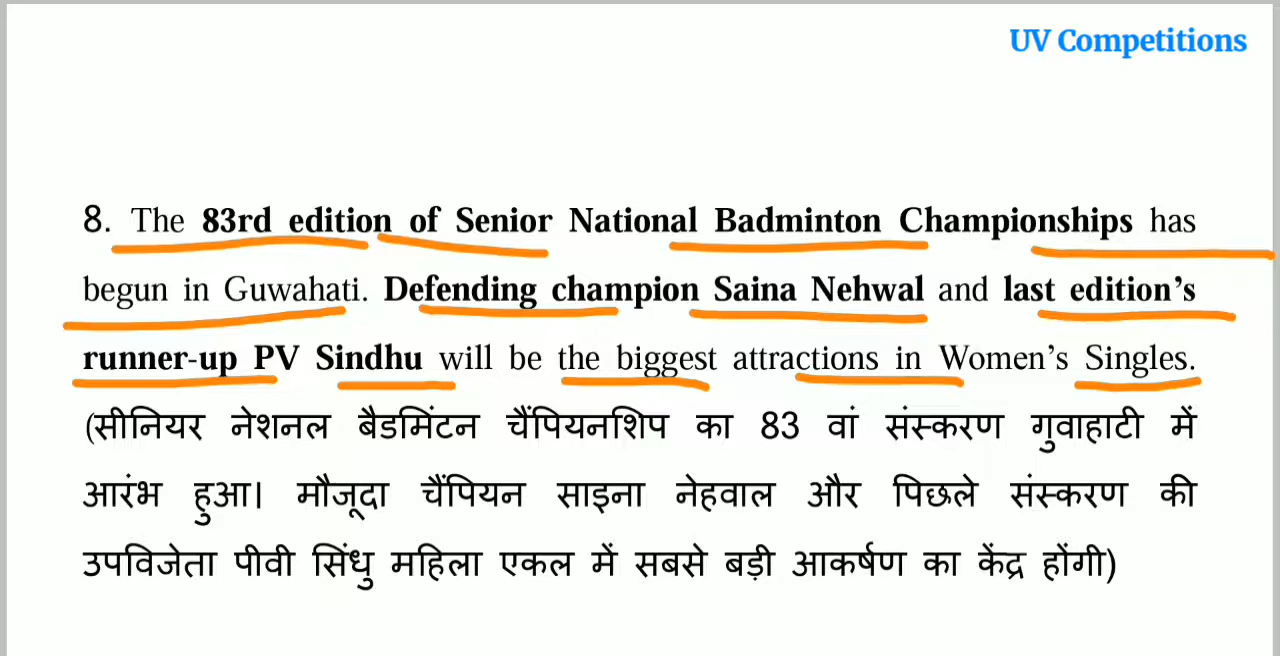 UV Competitions
8. The 83rd edition of Senior National Badminton Championships has
begun in Guwahati. Defending champion Saina Nehwal and last edition’s
runner-up PV Sindhu will be the biggest attractions in Women’s Singles.
(सीनियर नेशनल बैडमिंटन चैंपियनशिप का 83 वां संस्करण गुवाहाटी में
आरंभ हुआ। मौजूदा चैंपियन साइना नेहवाल और पिछले संस्करण की
उपविजेता पीवी सिंधु महिला एकल में सबसे बड़ी आकर्षण का केंद्र होंगी)